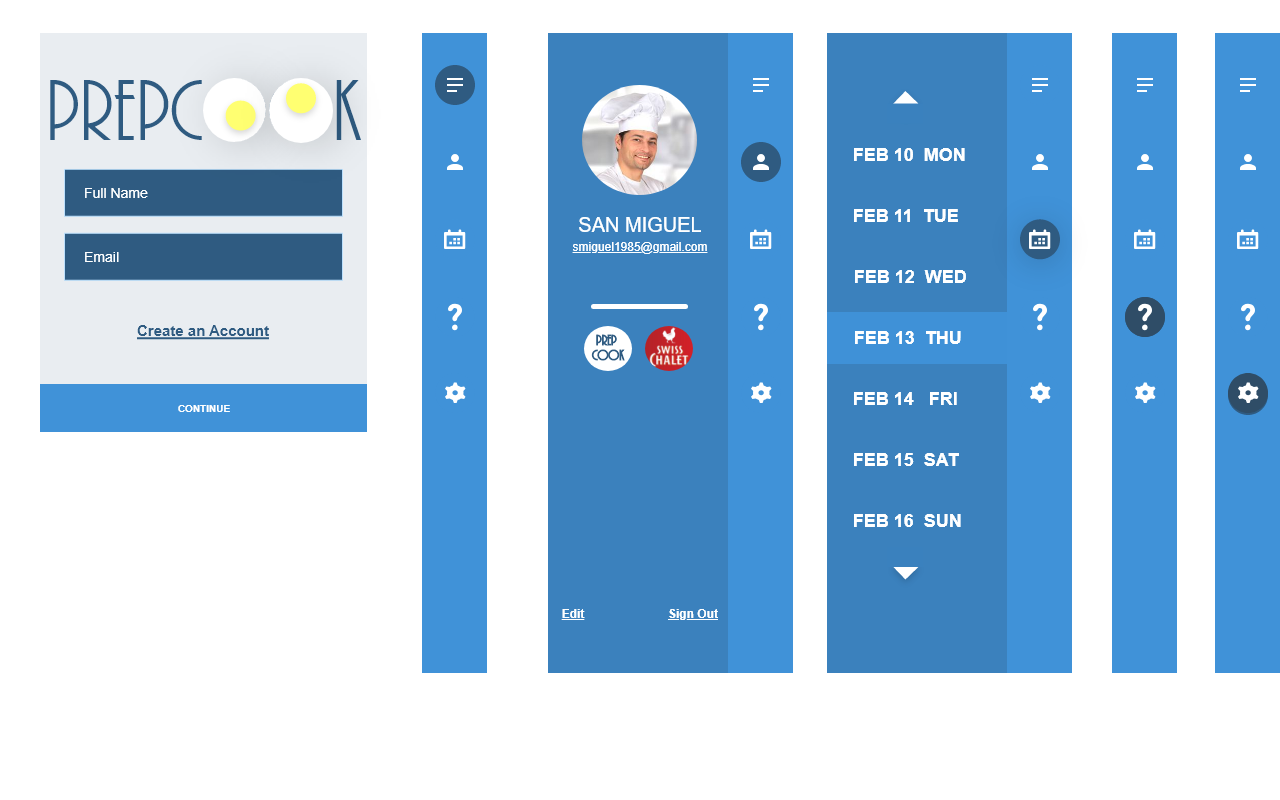 PREPCOOK
Full Name
Email
Create an Account
CONTINUE
SAN MIGUEL
smiguel1985@gmail.com
PREP
COOK
SWISS
CHALET
Edit
Sign Out
FEB 10 MON
FEB 11 TUE
FEB 12 WED
FEB 13 THU
FEB 14 FRI
FEB 15 SAT
FEB 16 SUN
?
?
?
?
?